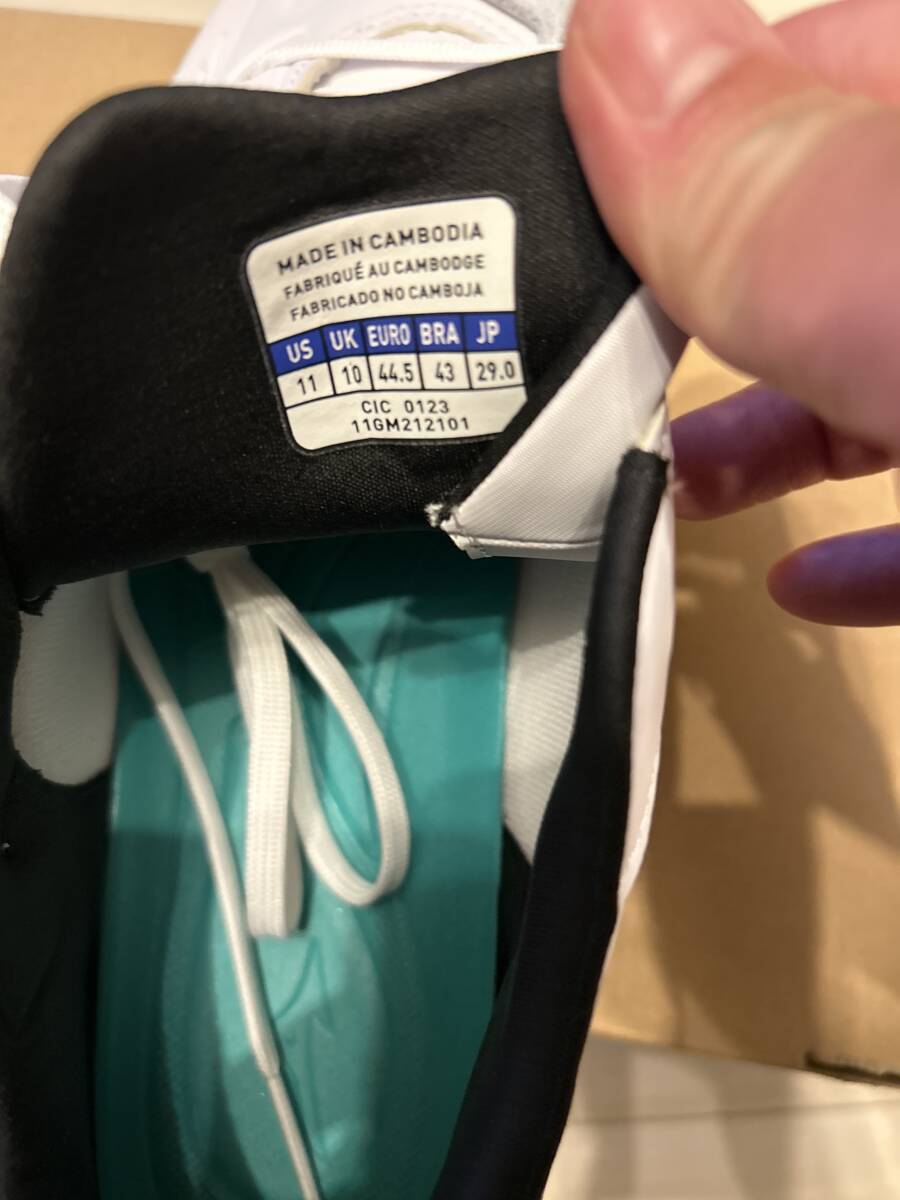 MADE IN CAMBODIA
FABRIQUÉ AU CAMBODGE
FABRICADO NO CAMBOJA
US UK EURO BRA JP
11 10 44.5 43 29.0
CIC 0123
11GM212101